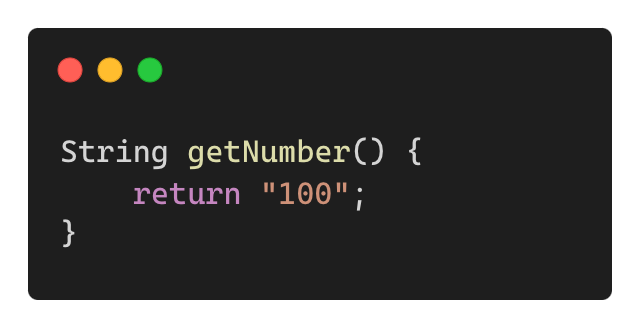 String getNumber() {
    return "100";
}